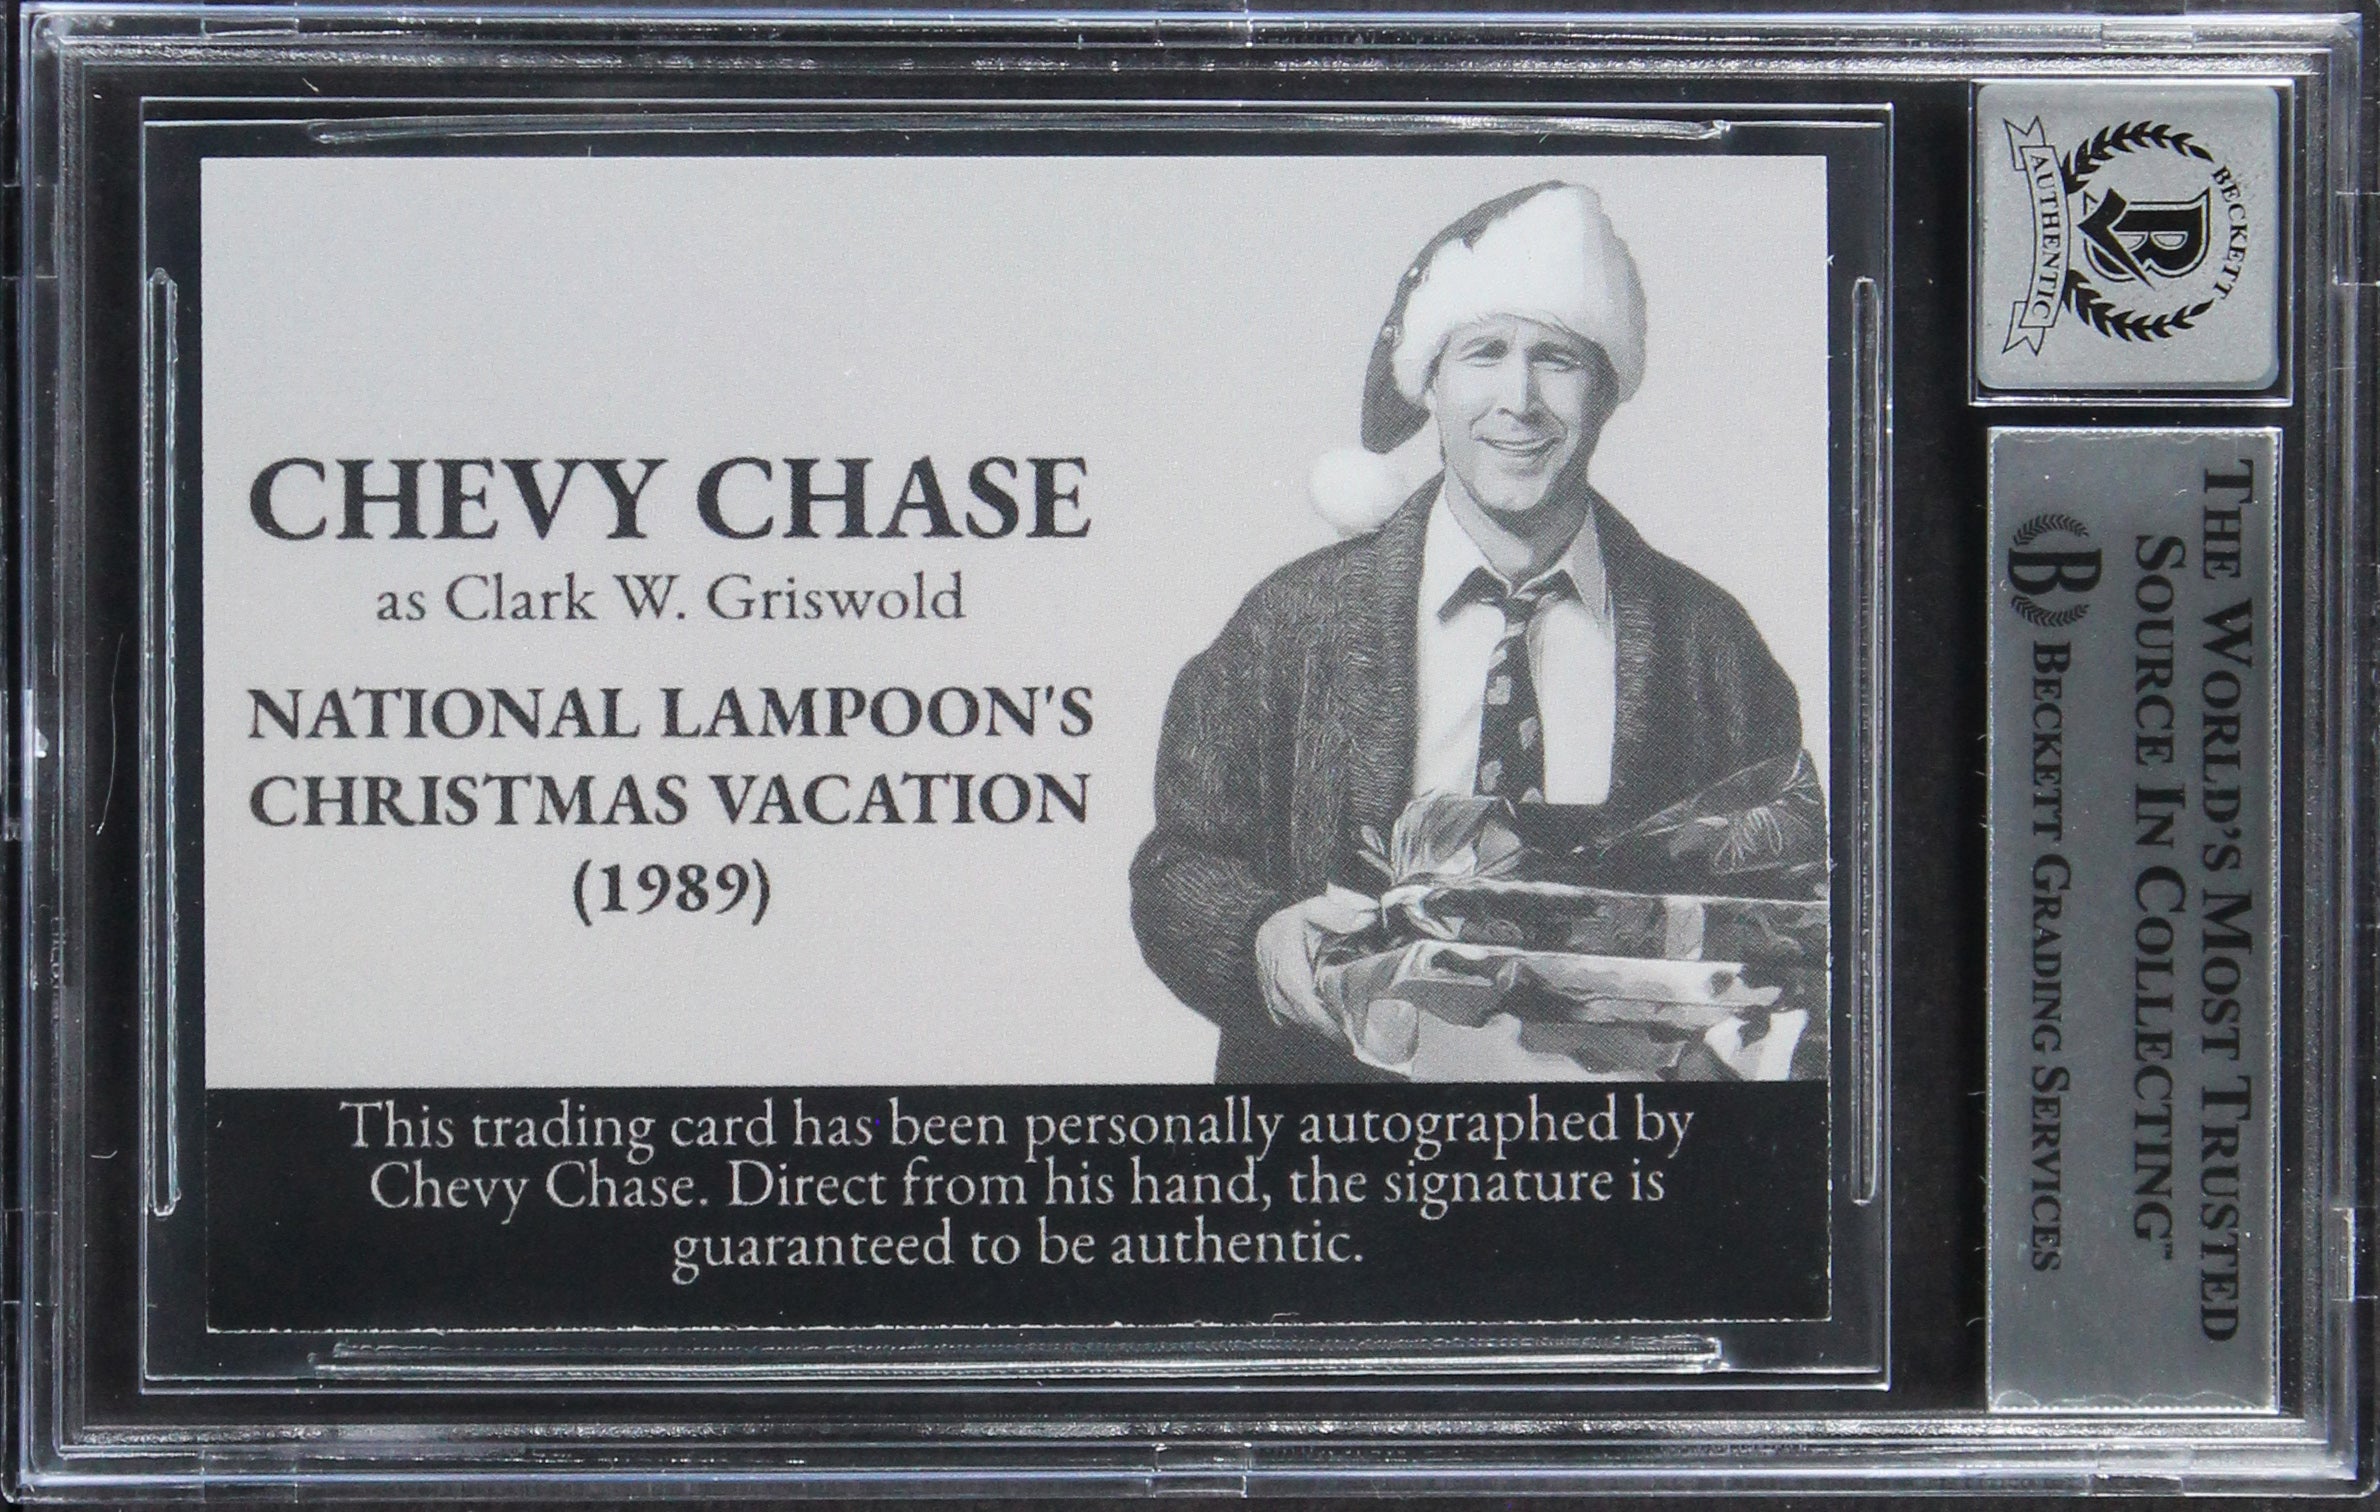 CHEVY CHASE
as Clark W. Griswold
NATIONAL LAMPOON'S
CHRISTMAS VACATION
(1989)
This trading card has been personally autographed by
Chevy Chase. Direct from his hand, the signature is
guaranteed to be authentic.
BECKETT
B
AUTHENTIC
THE WORLD'S MOST TRUSTED
SOURCE IN COLLECTING™
B BECKETT GRADING SERVICES